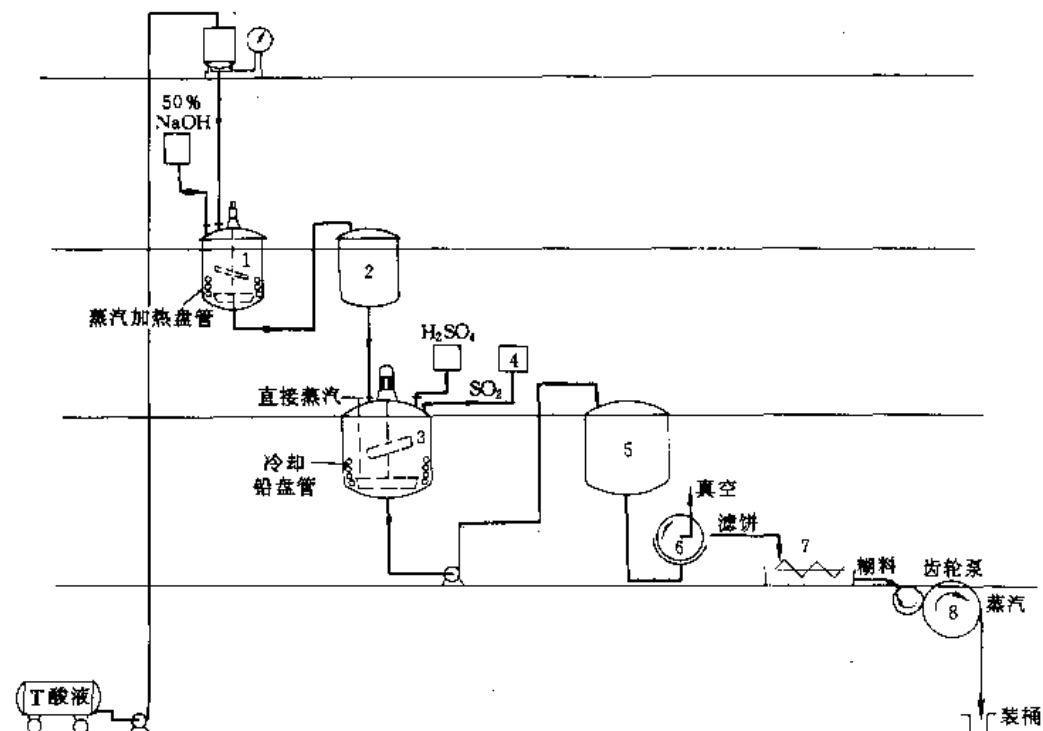 50%
NaOH
1
2
蒸汽加热盘管
H₂SO₄
4
直接蒸汽
SO₂
3
冷却
铅盘管
5
真空
滤饼
6
7
糊料
齿轮泵
蒸汽
8
T酸液
装桶